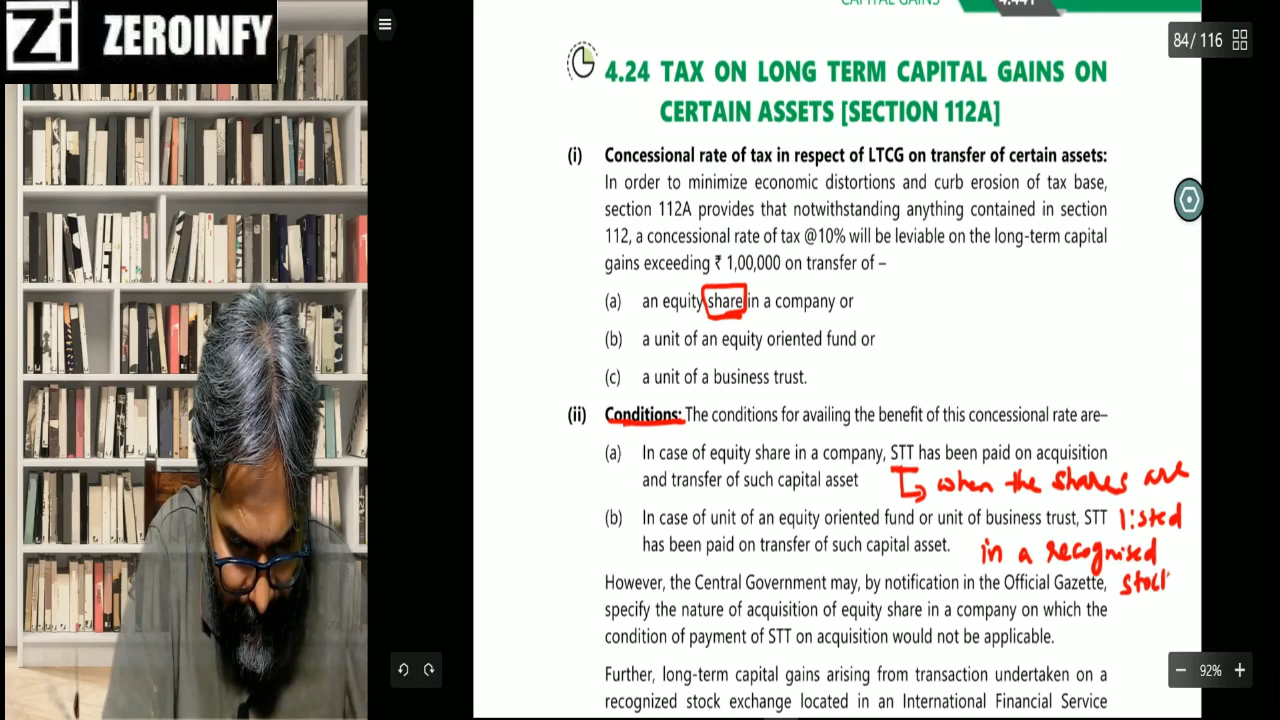 Zi ZEROINFY
CAPITAL GAINS
4.441
84/ 116
4.24 TAX ON LONG TERM CAPITAL GAINS ON
CERTAIN ASSETS [SECTION 112A]
(i) Concessional rate of tax in respect of LTCG on transfer of certain assets:
In order to minimize economic distortions and curb erosion of tax base,
section 112A provides that notwithstanding anything contained in section
112, a concessional rate of tax @10% will be leviable on the long-term capital
gains exceeding ₹ 1,00,000 on transfer of –
(a) an equity share in a company or
(b) a unit of an equity oriented fund or
(c) a unit of a business trust.
(ii) Conditions: The conditions for availing the benefit of this concessional rate are–
(a) In case of equity share in a company, STT has been paid on acquisition
and transfer of such capital asset
when the shares are
listed
in a recognised
stock
(b) In case of unit of an equity oriented fund or unit of business trust, STT
has been paid on transfer of such capital asset.
However, the Central Government may, by notification in the Official Gazette,
specify the nature of acquisition of equity share in a company on which the
condition of payment of STT on acquisition would not be applicable.
Further, long-term capital gains arising from transaction undertaken on a
recognized stock exchange located in an International Financial Service
92%